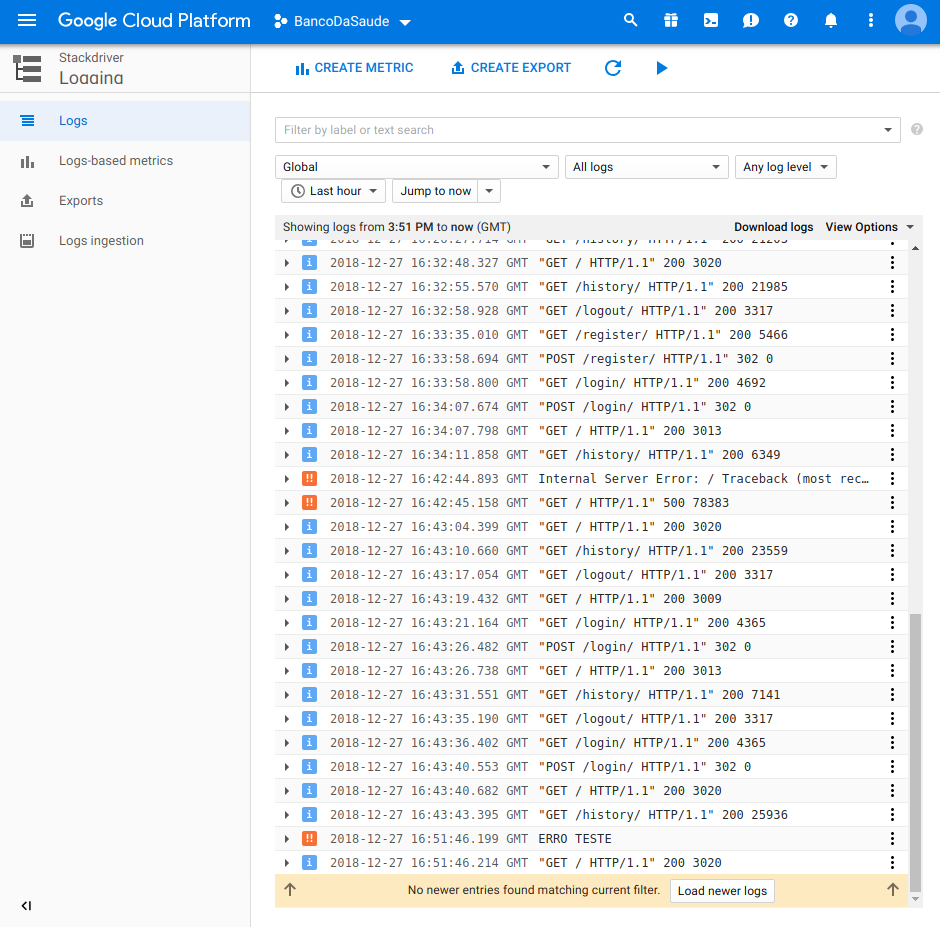 Google Cloud Platform BancoDaSaude
Stackdriver
Logging
CREATE METRIC CREATE EXPORT
Logs
Logs-based metrics
Exports
Logs ingestion
Filter by label or text search
Global All logs Any log level
Last hour Jump to now
Showing logs from 3:51 PM to now (GMT) Download logs View Options
"GET /history/ HTTP/1.1" 200
i 2018-12-27 16:32:48.327 GMT "GET / HTTP/1.1" 200 3020
i 2018-12-27 16:32:55.570 GMT "GET /history/ HTTP/1.1" 200 21985
i 2018-12-27 16:32:58.928 GMT "GET /logout/ HTTP/1.1" 200 3317
i 2018-12-27 16:33:35.010 GMT "GET /register/ HTTP/1.1" 200 5466
i 2018-12-27 16:33:58.694 GMT "POST /register/ HTTP/1.1" 302 0
i 2018-12-27 16:33:58.800 GMT "GET /login/ HTTP/1.1" 200 4692
i 2018-12-27 16:34:07.674 GMT "POST /login/ HTTP/1.1" 302 0
i 2018-12-27 16:34:07.798 GMT "GET / HTTP/1.1" 200 3013
i 2018-12-27 16:34:11.858 GMT "GET /history/ HTTP/1.1" 200 6349
!! 2018-12-27 16:42:44.893 GMT Internal Server Error: / Traceback (most rec…
!! 2018-12-27 16:42:45.158 GMT "GET / HTTP/1.1" 500 78383
i 2018-12-27 16:43:04.399 GMT "GET / HTTP/1.1" 200 3020
i 2018-12-27 16:43:10.660 GMT "GET /history/ HTTP/1.1" 200 23559
i 2018-12-27 16:43:17.054 GMT "GET /logout/ HTTP/1.1" 200 3317
i 2018-12-27 16:43:19.432 GMT "GET / HTTP/1.1" 200 3009
i 2018-12-27 16:43:21.164 GMT "GET /login/ HTTP/1.1" 200 4365
i 2018-12-27 16:43:26.482 GMT "POST /login/ HTTP/1.1" 302 0
i 2018-12-27 16:43:26.738 GMT "GET / HTTP/1.1" 200 3013
i 2018-12-27 16:43:31.551 GMT "GET /history/ HTTP/1.1" 200 7141
i 2018-12-27 16:43:35.190 GMT "GET /logout/ HTTP/1.1" 200 3317
i 2018-12-27 16:43:36.402 GMT "GET /login/ HTTP/1.1" 200 4365
i 2018-12-27 16:43:40.553 GMT "POST /login/ HTTP/1.1" 302 0
i 2018-12-27 16:43:40.682 GMT "GET / HTTP/1.1" 200 3020
i 2018-12-27 16:43:43.395 GMT "GET /history/ HTTP/1.1" 200 25936
!! 2018-12-27 16:51:46.199 GMT ERRO TESTE
i 2018-12-27 16:51:46.214 GMT "GET / HTTP/1.1" 200 3020
No newer entries found matching current filter. Load newer logs